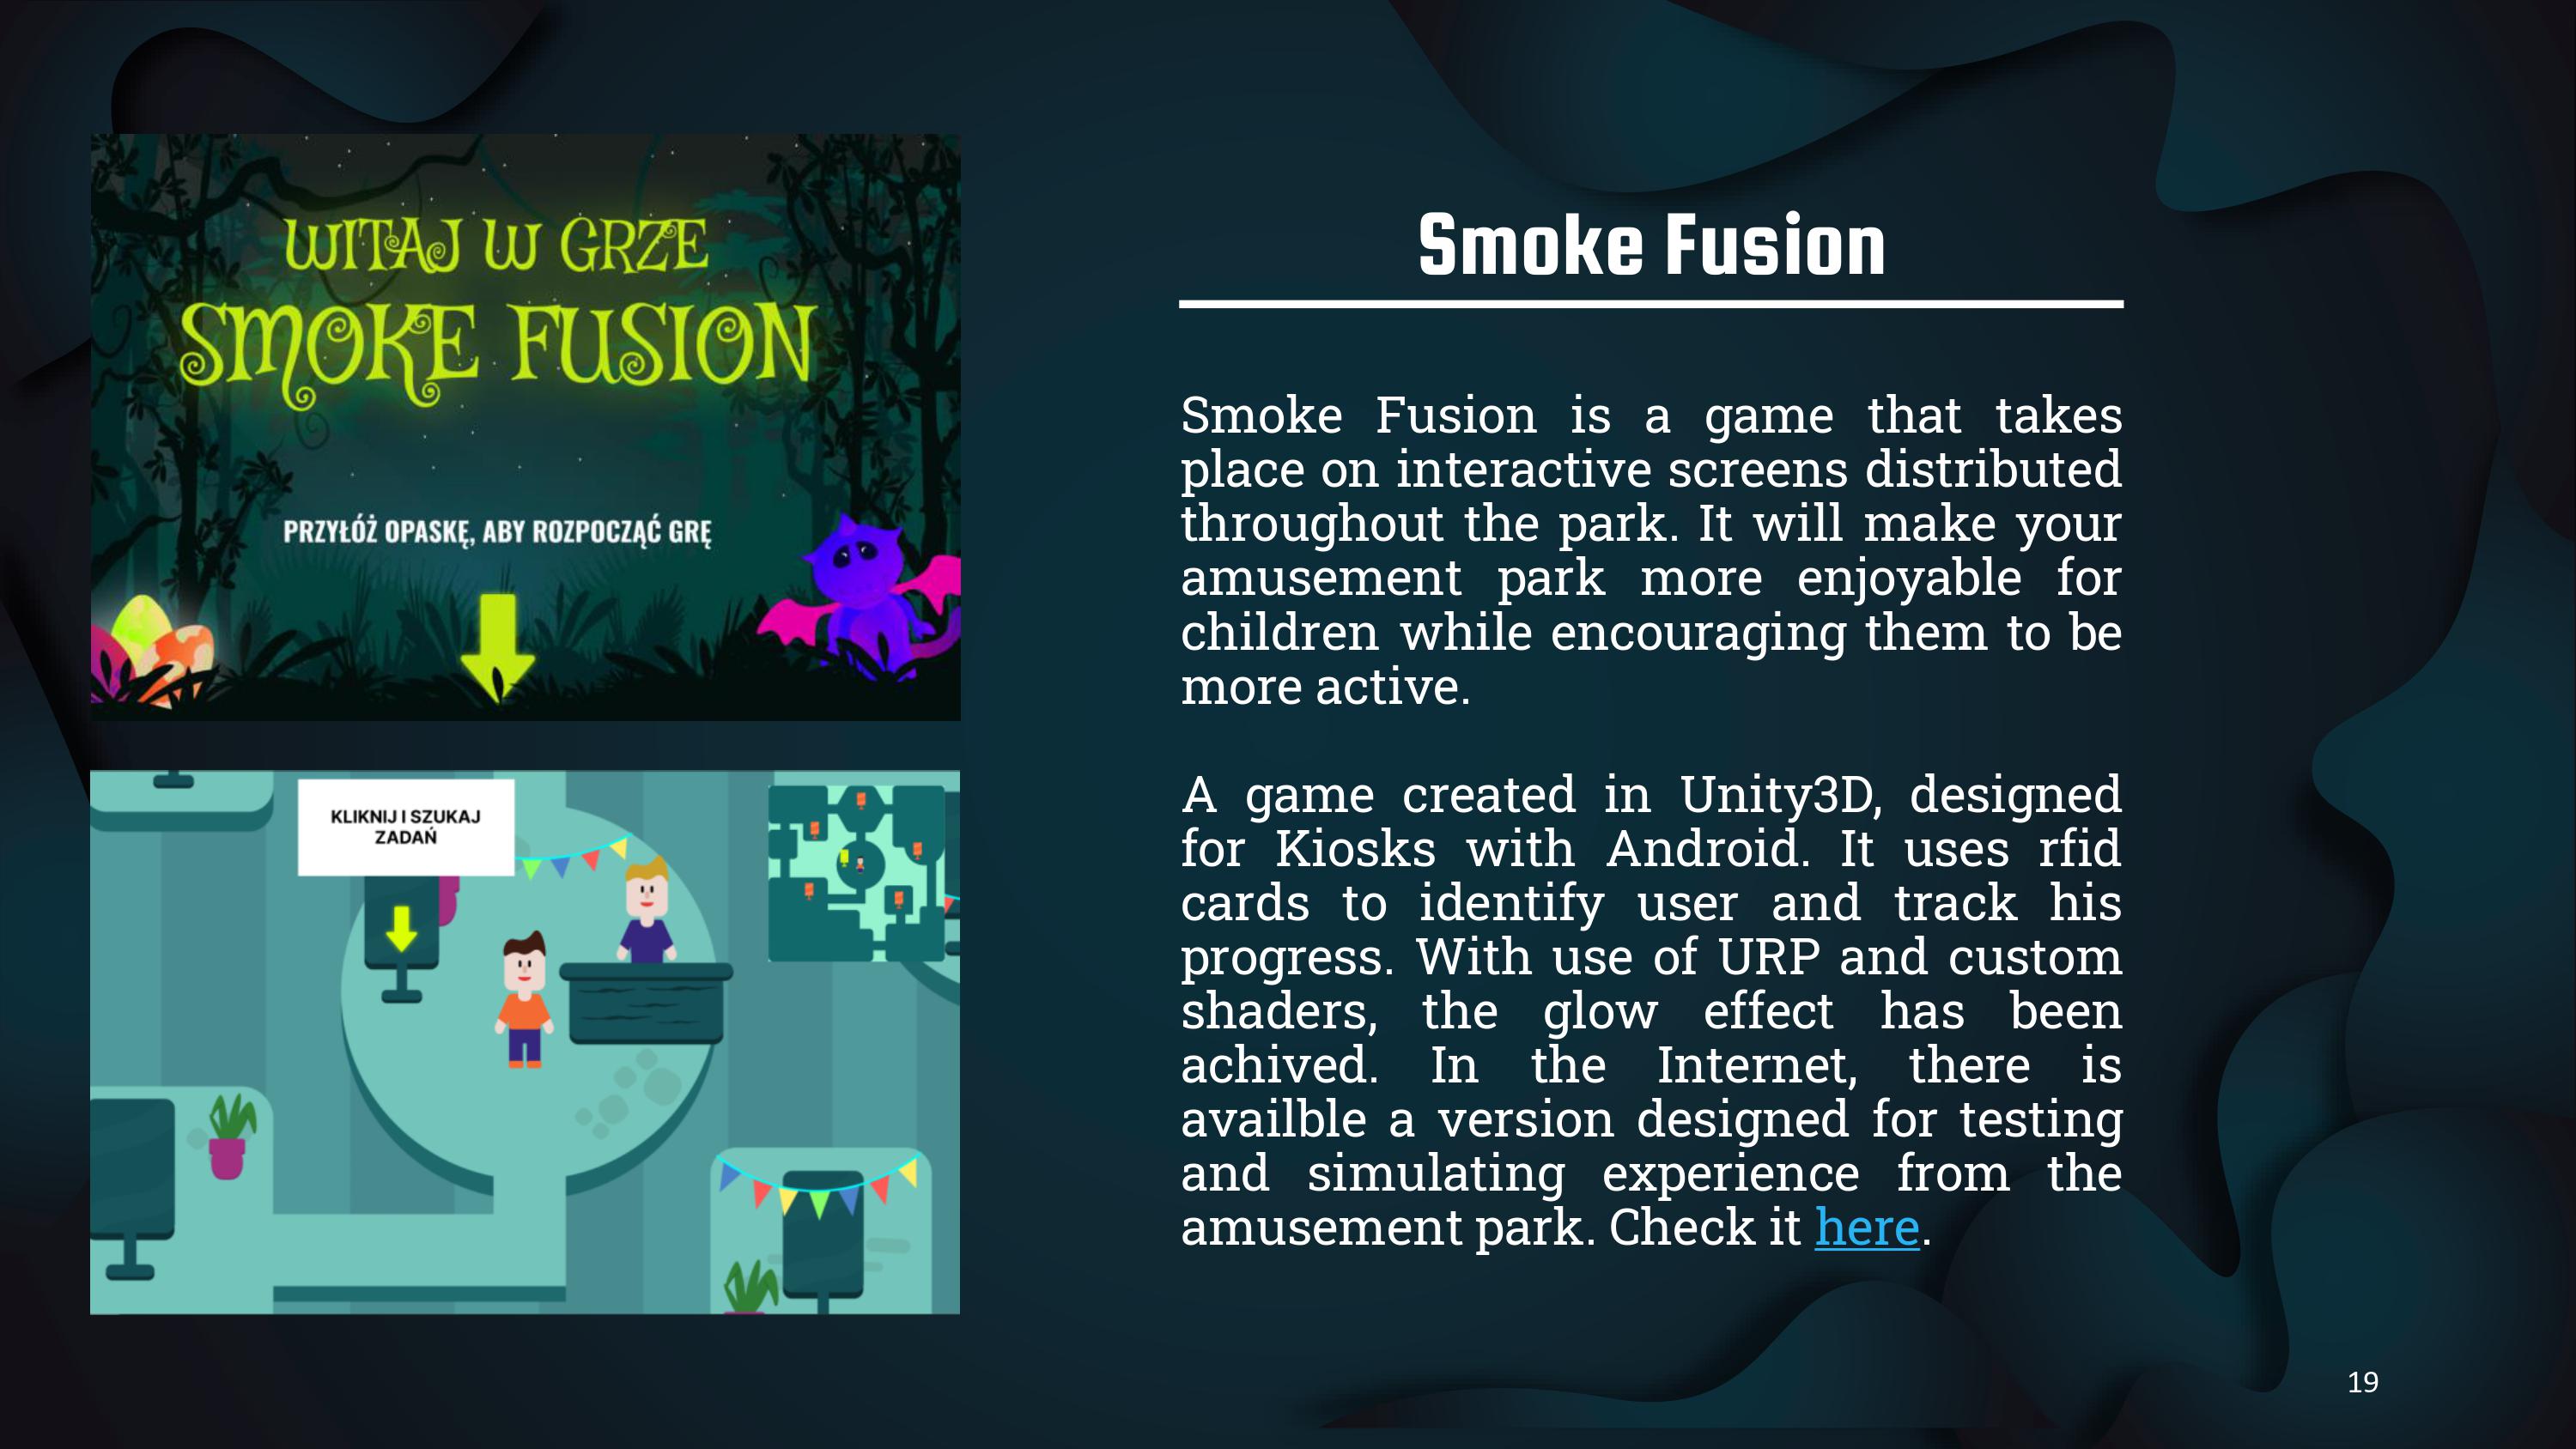 WITAJ W GRZE
SMOKE FUSION
PRZYŁÓŻ OPASKĘ, ABY ROZPOCZĄĆ GRĘ
KLIKNIJ I SZUKAJ
ZADAŃ
Smoke Fusion
Smoke Fusion is a game that takes
place on interactive screens distributed
throughout the park. It will make your
amusement park more enjoyable for
children while encouraging them to be
more active.
A game created in Unity3D, designed
for Kiosks with Android. It uses rfid
cards to identify user and track his
progress. With use of URP and custom
shaders, the glow effect has been
achived. In the Internet, there is
availble a version designed for testing
and simulating experience from the
amusement park. Check it here.
19